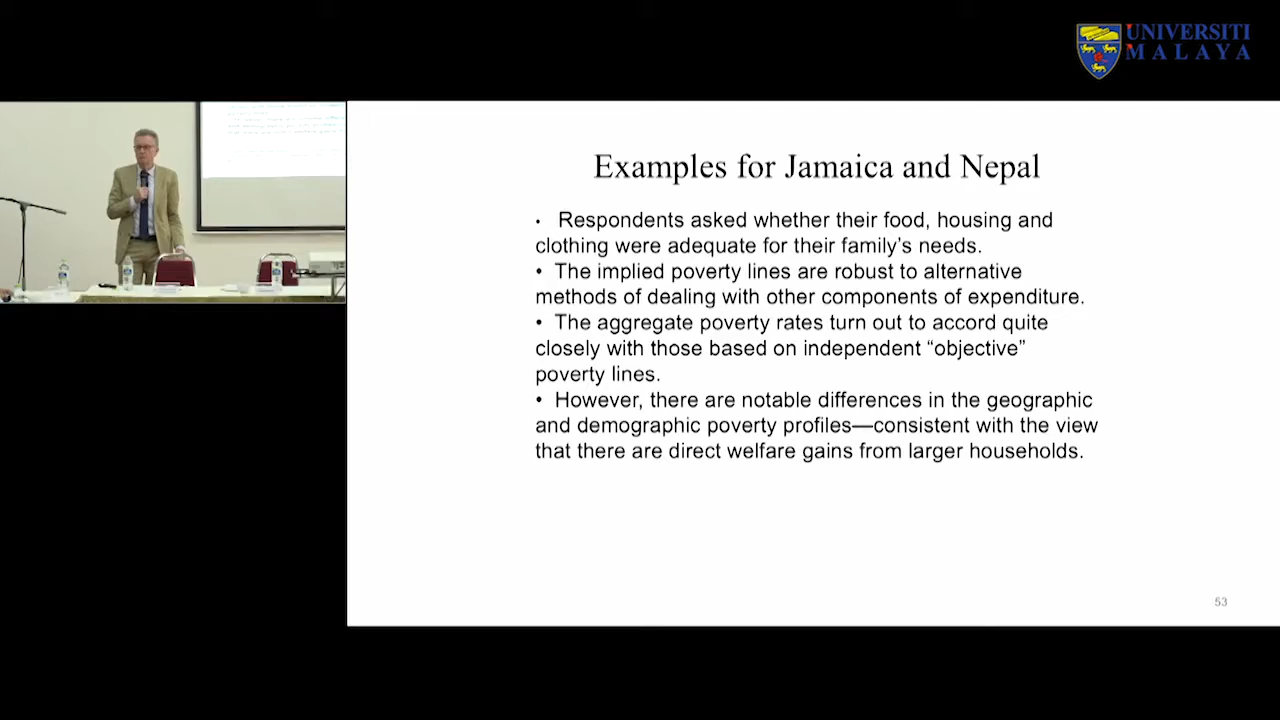 UNIVERSITI
MALAYA
Examples for Jamaica and Nepal
• Respondents asked whether their food, housing and
clothing were adequate for their family’s needs.
• The implied poverty lines are robust to alternative
methods of dealing with other components of expenditure.
• The aggregate poverty rates turn out to accord quite
closely with those based on independent “objective”
poverty lines.
• However, there are notable differences in the geographic
and demographic poverty profiles—consistent with the view
that there are direct welfare gains from larger households.
53